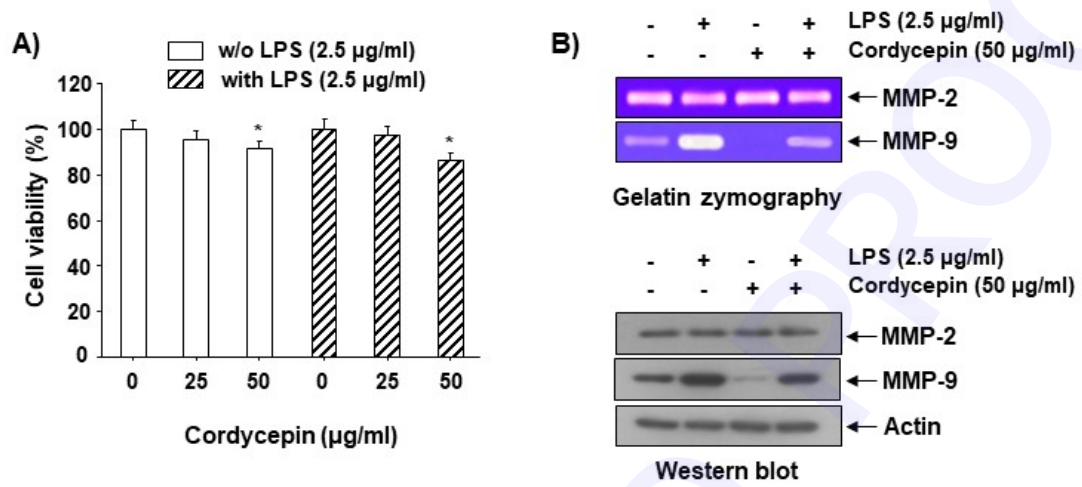 A)
w/o LPS (2.5 µg/ml)
with LPS (2.5 µg/ml)
Cell viability (%)
120
100
80
60
40
20
0
* *
0 25 50 0 25 50
Cordycepin (µg/ml)
B)
- + - + LPS (2.5 µg/ml)
- - + + Cordycepin (50 µg/ml)
MMP-2
MMP-9
Gelatin zymography
- + - + LPS (2.5 µg/ml)
- - + + Cordycepin (50 µg/ml)
MMP-2
MMP-9
Actin
Western blot
PROO